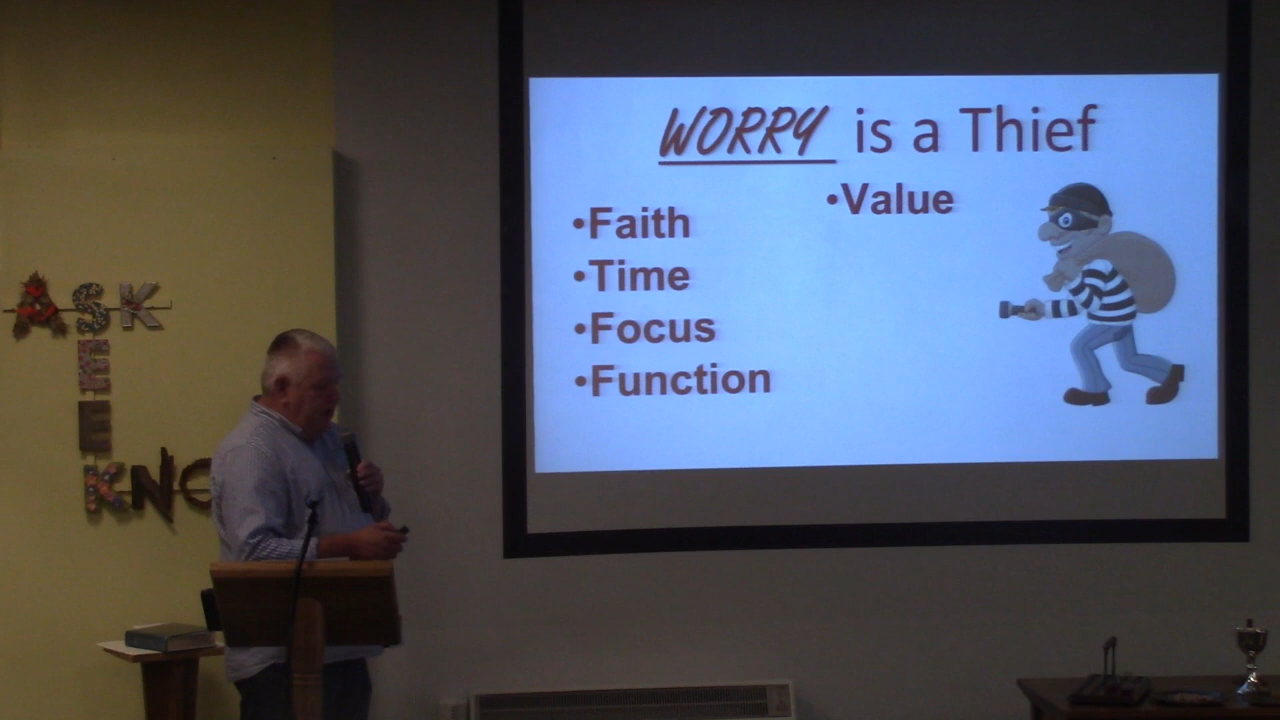 WORRY is a Thief
•Faith
•Time
•Focus
•Function
•Value
ASK
SEEK
KNO